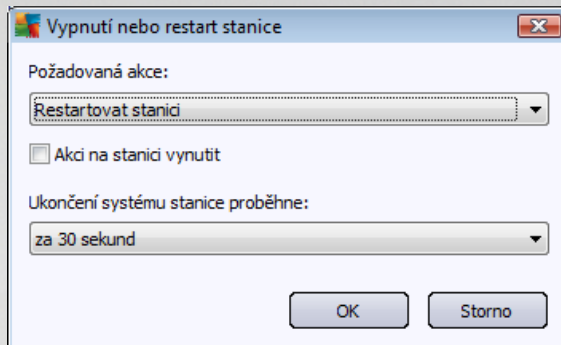 Vypnutí nebo restart stanice
Požadovaná akce:
Restartovat stanici
Akci na stanici vynutit
Ukončení systému stanice proběhne:
za 30 sekund
OK
Storno